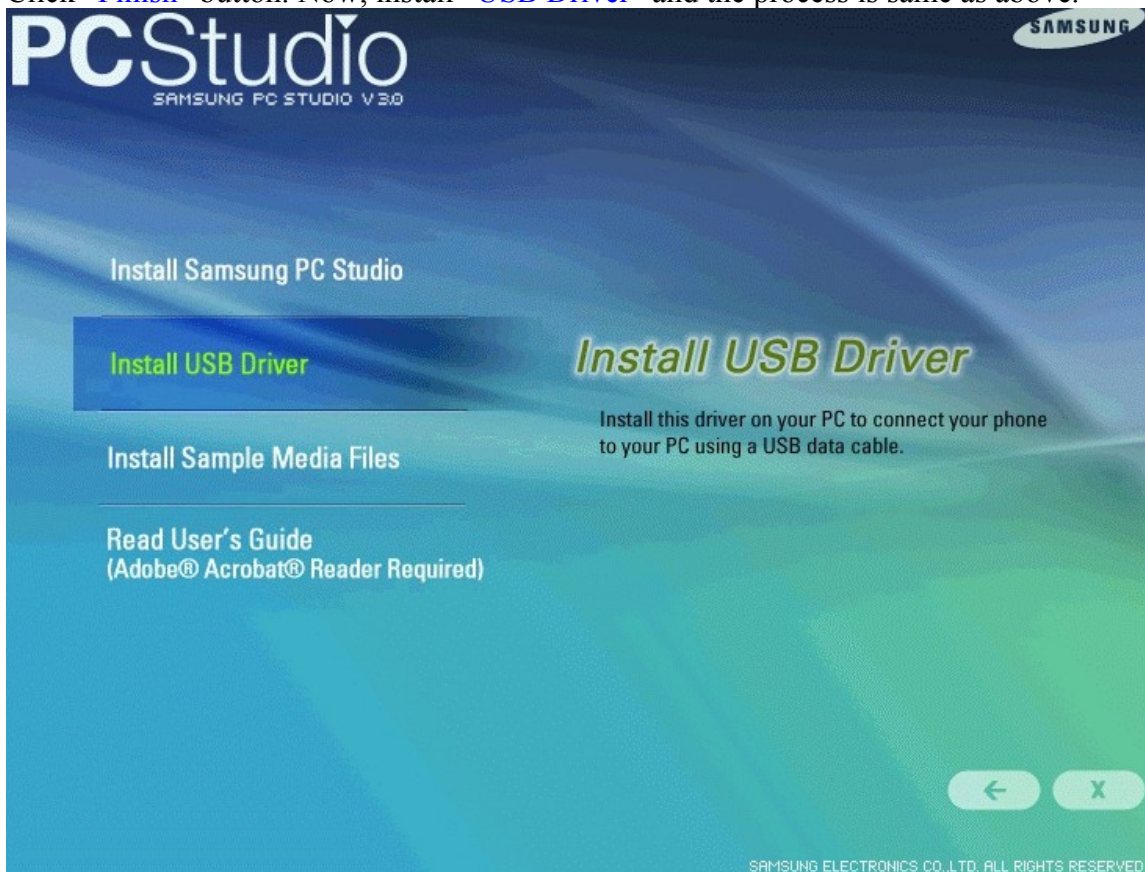 Click "Finish" button. Now, install "USB Driver" and the process is same as above.
PCStudio
SAMSUNG PC STUDIO V3.0
SAMSUNG
Install Samsung PC Studio
Install USB Driver
Install Sample Media Files
Read User's Guide
(Adobe® Acrobat® Reader Required)
Install USB Driver
Install this driver on your PC to connect your phone
to your PC using a USB data cable.
← X
SAMSUNG ELECTRONICS CO.,LTD. ALL RIGHTS RESERVED